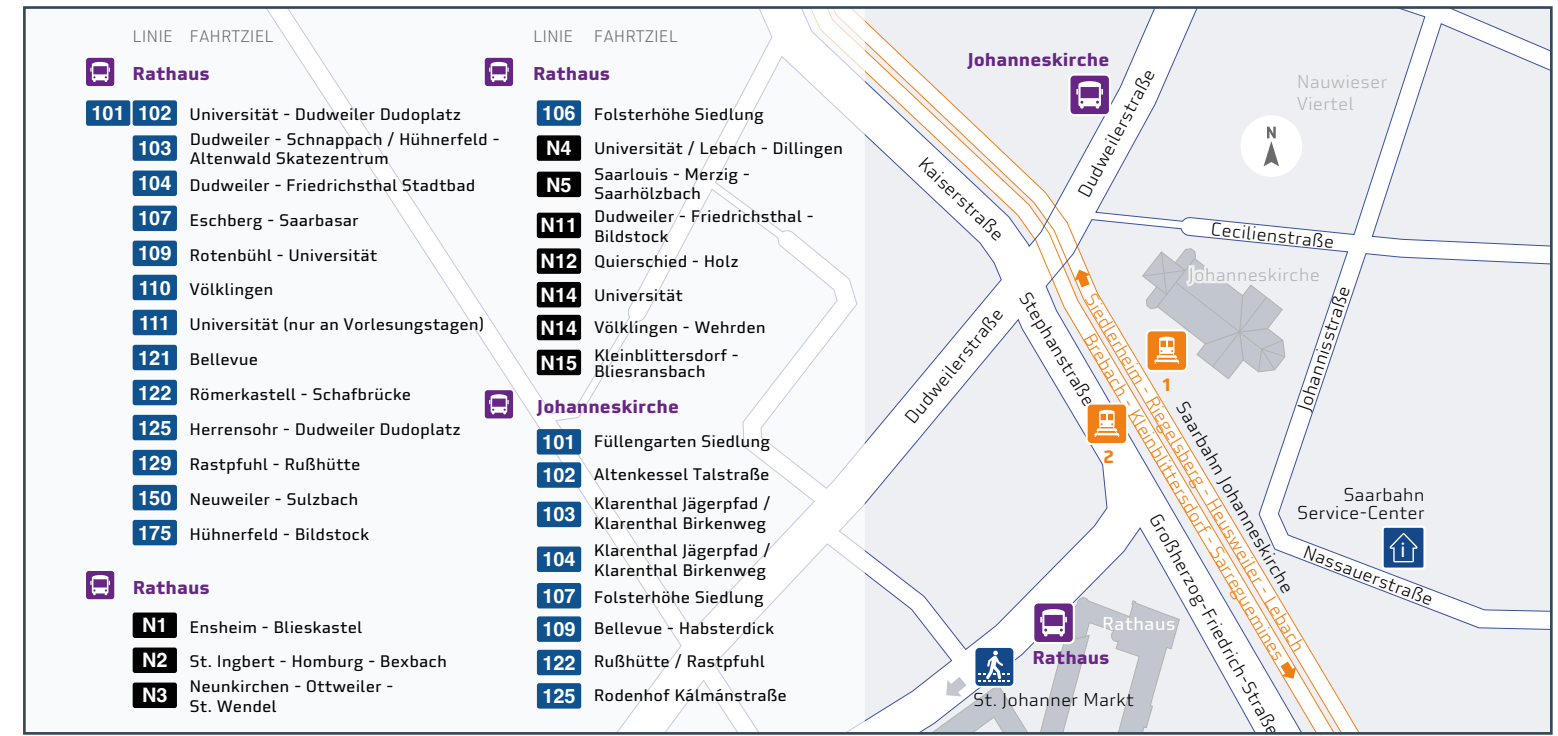 LINIE FAHRTZIEL
Rathaus
101 102 Universität - Dudweiler Dudoplatz
103 Dudweiler - Schnappach / Hühnerfeld -
Altenwald Skatezentrum
104 Dudweiler - Friedrichsthal Stadtbad
107 Eschberg - Saarbasar
109 Rotenbühl - Universität
110 Völklingen
111 Universität (nur an Vorlesungstagen)
121 Bellevue
122 Römerkastell - Schafbrücke
125 Herrensohr - Dudweiler Dudoplatz
129 Rastpfuhl - Rußhütte
150 Neuweiler - Sulzbach
175 Hühnerfeld - Bildstock
Rathaus
N1 Ensheim - Blieskastel
N2 St. Ingbert - Homburg - Bexbach
N3 Neunkirchen - Ottweiler -
St. Wendel
LINIE FAHRTZIEL
Rathaus
106 Folsterhöhe Siedlung
N4 Universität / Lebach - Dillingen
N5 Saarlouis - Merzig -
Saarhölzbach
N11 Dudweiler - Friedrichsthal -
Bildstock
N12 Quierschied - Holz
N14 Universität
N14 Völklingen - Wehrden
N15 Kleinblittersdorf -
Bliesransbach
Johanneskirche
101 Füllengarten Siedlung
102 Altenkessel Talstraße
103 Klarenthal Jägerpfad /
Klarenthal Birkenweg
104 Klarenthal Jägerpfad /
Klarenthal Birkenweg
107 Folsterhöhe Siedlung
109 Bellevue - Habsterdick
122 Rußhütte / Rastpfuhl
125 Rodenhof Kálmánstraße
Johanneskirche
Nauwieser
Viertel
N
Dudweilerstraße
Kaiserstraße
Cecilienstraße
Johanneskirche
Stephanstraße
Dudweilerstraße
Johannisstraße
1
2
Siedlerheim - Riegelsberg - Heusweiler - Lebach
Brebach - Kleinblittersdorf - Sarreguemines
Saarbahn Johanneskirche
Saarbahn
Service-Center
Nassauerstraße
Großherzog-Friedrich-Straße
Rathaus
Rathaus
St. Johanner Markt